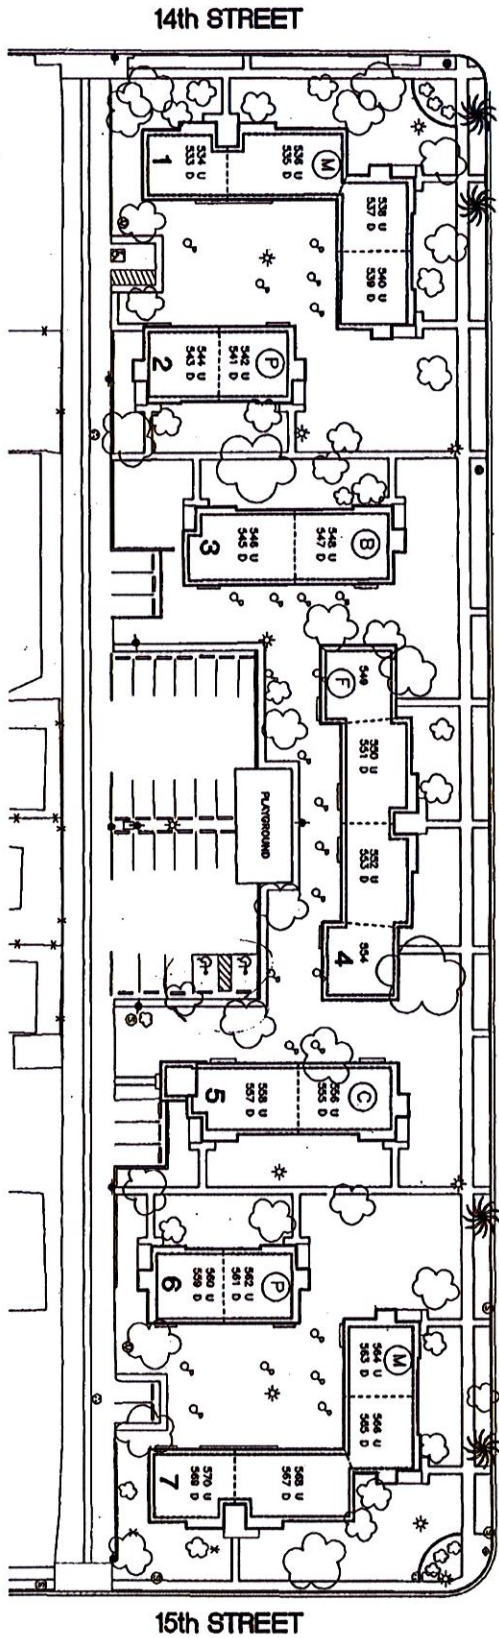 14th STREET
1
534 U
533 D
536 U
535 D
M
538 U
537 D
540 U
539 D
2
544 U
543 D
542 U
541 D
P
3
546 U
545 D
548 U
547 D
B
F
549
550 U
551 D
552 U
553 D
554
4
PLAYGROUND
5
558 U
557 D
556 U
555 D
C
6
560 U
559 D
562 U
561 D
P
M
564 U
563 D
566 U
565 D
7
570 U
569 D
568 U
567 D
15th STREET